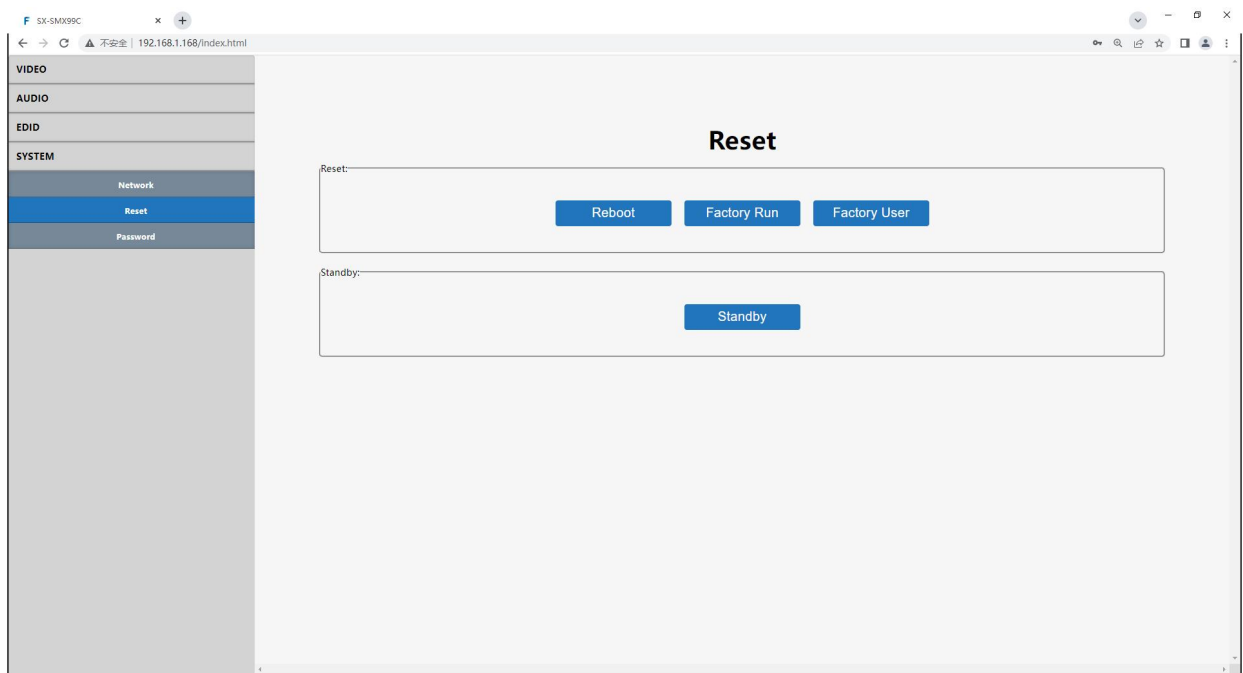 F SX-SMX99C
不安全 | 192.168.1.168/index.html
VIDEO
AUDIO
EDID
SYSTEM
Network
Reset
Password
Reset
Reset:
Reboot Factory Run Factory User
Standby:
Standby